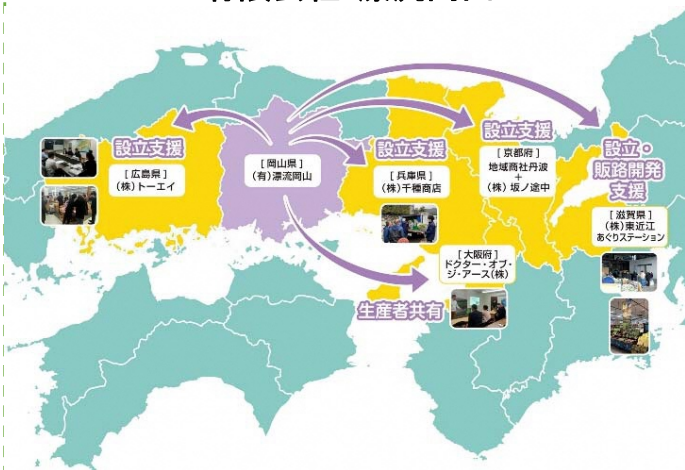 設立支援
[広島県]
(株)トーエイ
[岡山県]
(有)漂流岡山
設立支援
[兵庫県]
(株)千種商店
設立支援
[京都府]
地域商社丹波
+
(株)坂ノ途中
設立・
販路開発
支援
[滋賀県]
(株)東近江
あぐりステーション
[大阪府]
ドクター・オブ・
ジ・アース(株)
生産者共有